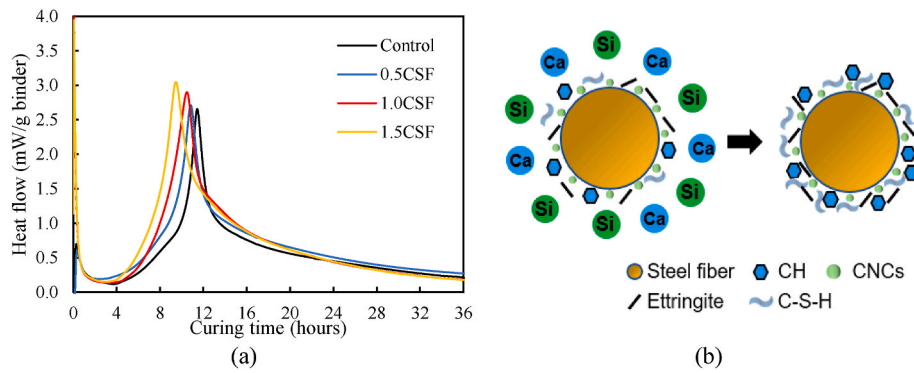 (a)
4.0
3.5
3.0
2.5
2.0
1.5
1.0
0.5
0.0
Heat flow (mW/g binder)
Control
0.5CSF
1.0CSF
1.5CSF
0 4 8 12 16 20 24 28 32 36
Curing time (hours)
(a)
(b)
Si
Ca Ca
Si Si
Ca Ca
Si Si
Ca Ca
Si
Steel fiber CH CNCs
Ettringite C-S-H
(b)